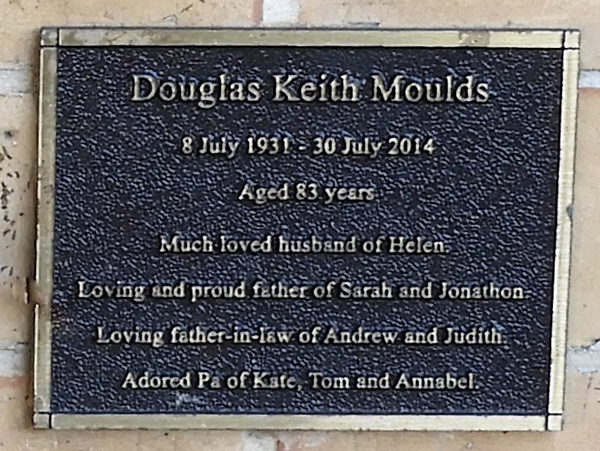 Douglas Keith Moulds
8 July 1931 - 30 July 2014
Aged 83 years
Much loved husband of Helen.
Loving and proud father of Sarah and Jonathon.
Loving father-in-law of Andrew and Judith.
Adored Pa of Kate, Tom and Annabel.